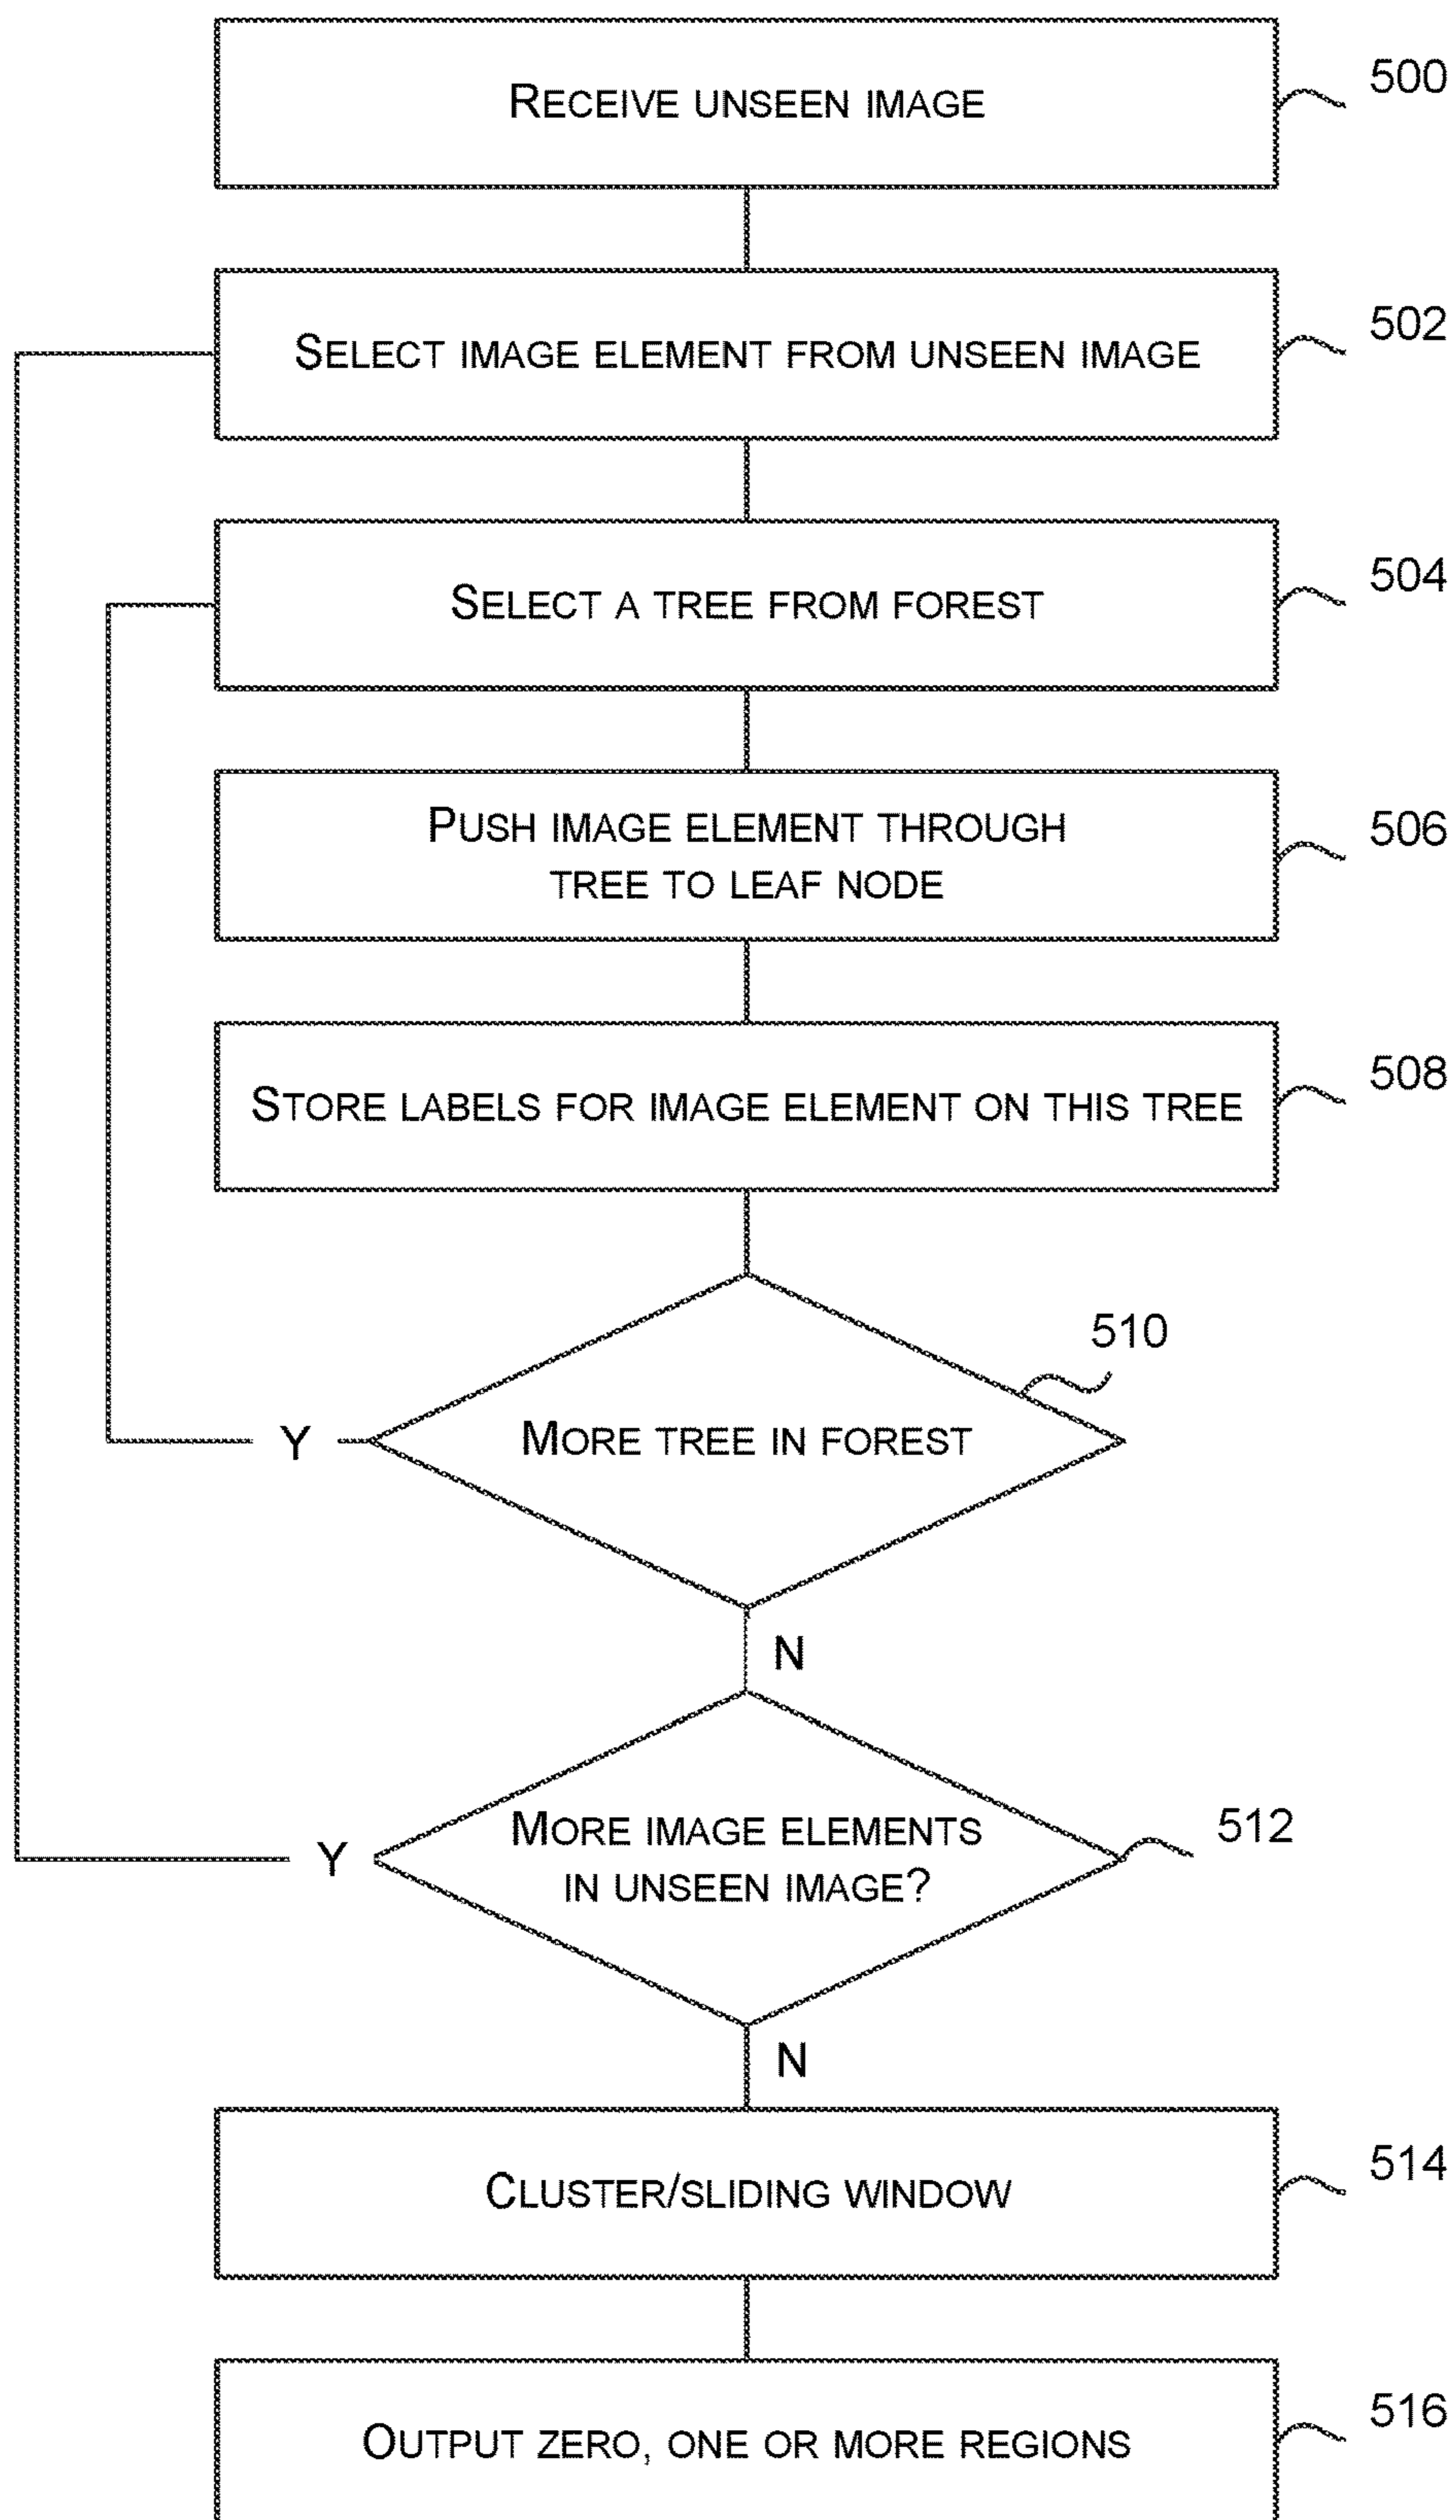 RECEIVE UNSEEN IMAGE
500
SELECT IMAGE ELEMENT FROM UNSEEN IMAGE
502
SELECT A TREE FROM FOREST
504
PUSH IMAGE ELEMENT THROUGH
TREE TO LEAF NODE
506
STORE LABELS FOR IMAGE ELEMENT ON THIS TREE
508
510
MORE TREE IN FOREST
Y
N
MORE IMAGE ELEMENTS
IN UNSEEN IMAGE?
512
Y
N
CLUSTER/SLIDING WINDOW
514
OUTPUT ZERO, ONE OR MORE REGIONS
516